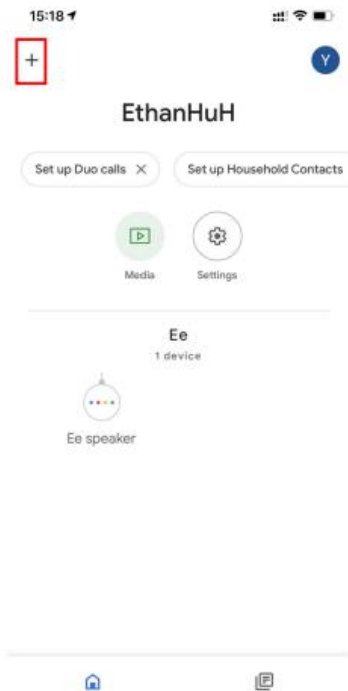 15:18
+
Y
EthanHuH
Set up Duo calls ×
Set up Household Contacts
Media
Settings
Ee
1 device
Ee speaker